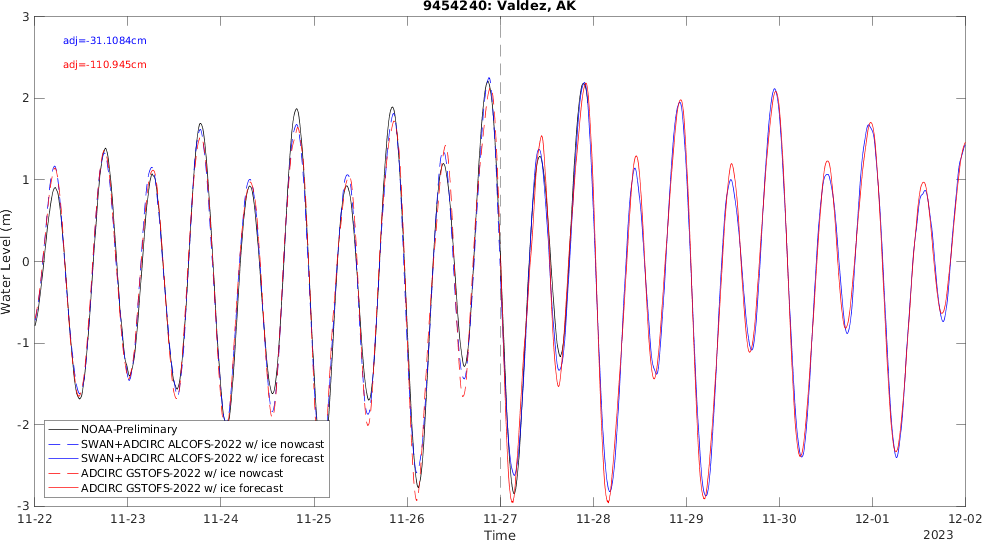 9454240: Valdez, AK
adj=-31.1084cm
adj=-110.945cm
Water Level (m)
3
2
1
0
-1
-2
-3
NOAA-Preliminary
SWAN+ADCIRC ALCOFS-2022 w/ ice nowcast
SWAN+ADCIRC ALCOFS-2022 w/ ice forecast
ADCIRC GSTOFS-2022 w/ ice nowcast
ADCIRC GSTOFS-2022 w/ ice forecast
11-22 11-23 11-24 11-25 11-26 11-27 11-28 11-29 11-30 12-01 12-02
Time
2023